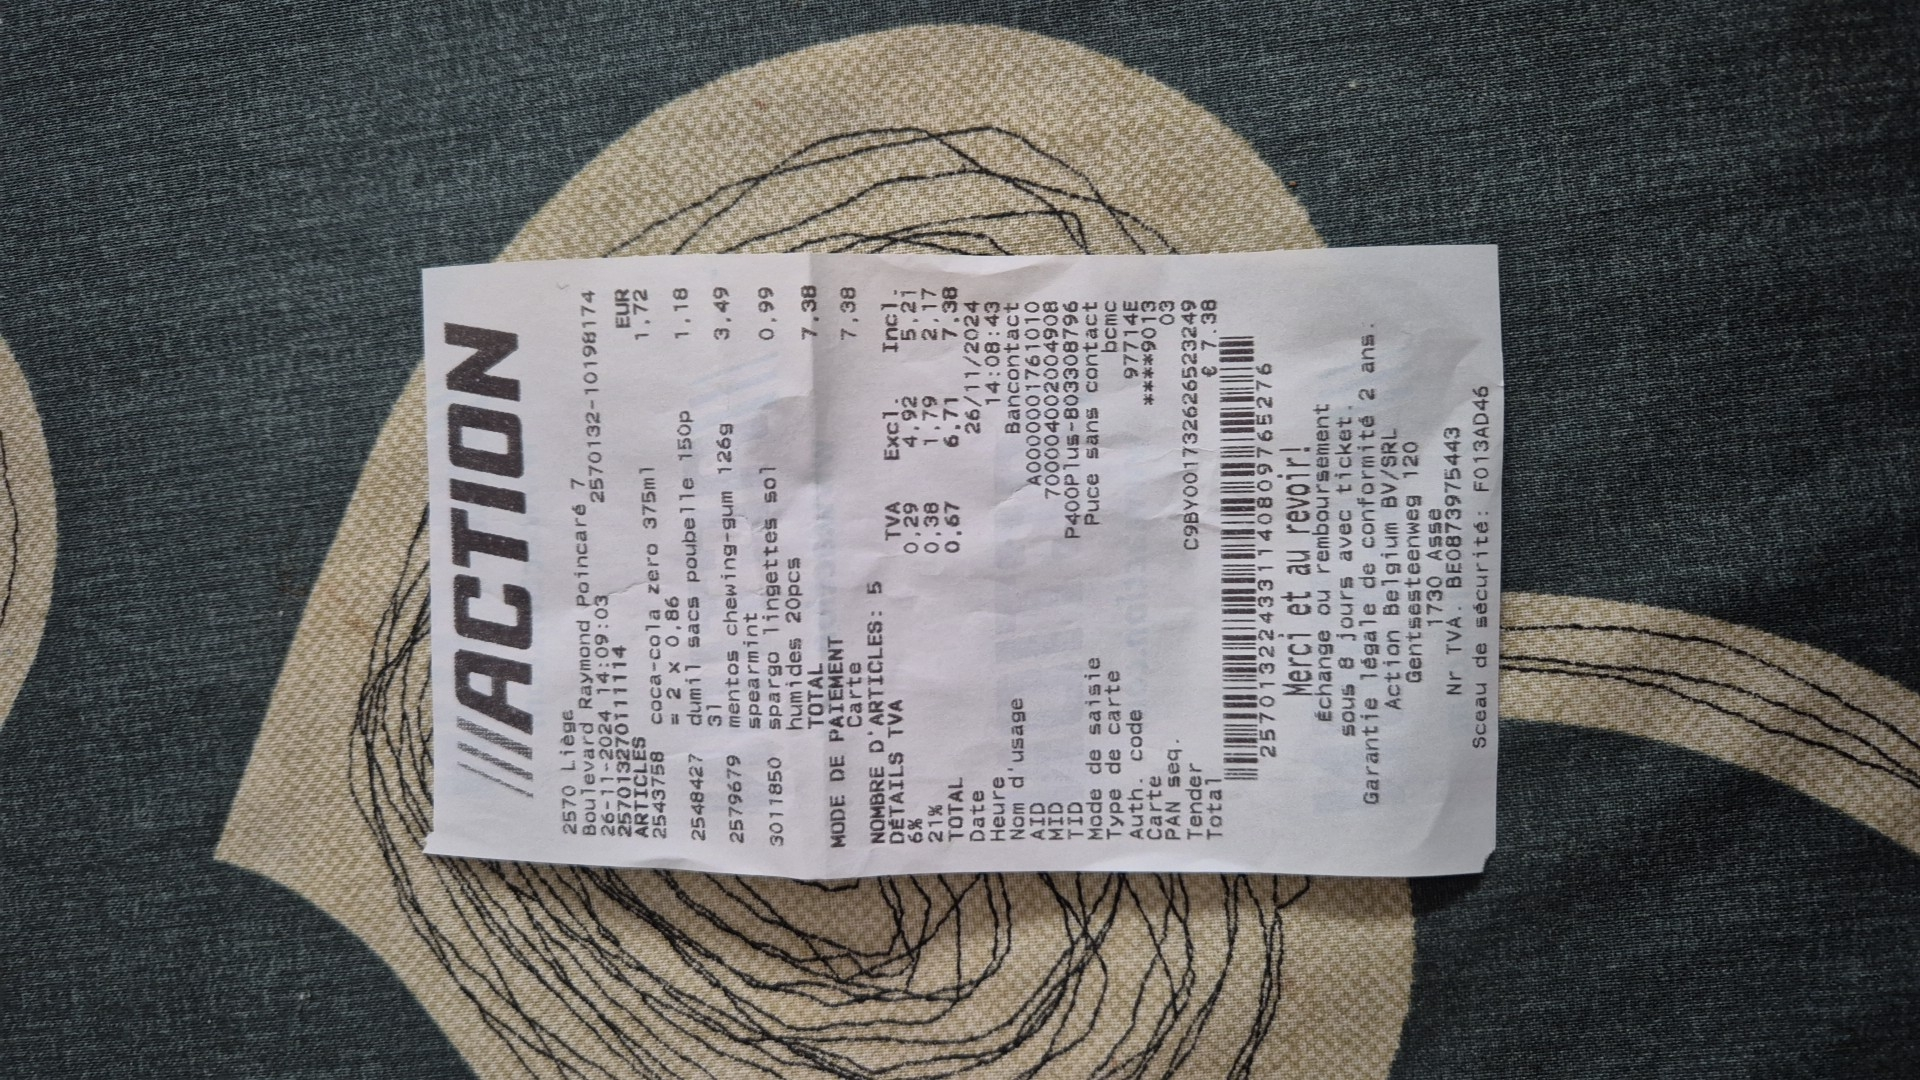 ACTION
2570 Liège
Boulevard Raymond Poincaré 7
26-11-2024 14:09:03 2570132-10198174
2570132701111114
ARTICLES EUR
2543758 coca-cola zero 375ml 1,72
= 2 x 0,86
2548427 dumil sacs poubelle 150p 1,18
31
2579679 mentos chewing-gum 126g 3,49
spearmint
3011850 spargo lingettes sol 0,99
humides 20pcs
TOTAL 7,38
MODE DE PAIEMENT
Carte 7,38
NOMBRE D'ARTICLES: 5
DÉTAILS TVA TVA Excl. Incl.
6% 0,29 4,92 5,21
21% 0,38 1,79 2,17
TOTAL 0,67 6,71 7,38
Date 26/11/2024
Heure 14:08:43
Nom d'usage Bancontact
AID A0000001761010
MID 70004002004908
TID P400Plus-803308796
Mode de saisie Puce sans contact
Type de carte bcmc
Auth. code 97714E
Carte ****9013
PAN seq. 03
Tender C9BY001732626523249
Total € 7.38
2570132243311408097655276
Merci et au revoir!
Échange ou remboursement
sous 8 jours avec ticket.
Garantie légale de conformité 2 ans.
Action Belgium BV/SRL
Gentsesteenweg 120
1730 Asse
Nr TVA. BE0873975443
Sceau de sécurité: F013AD46